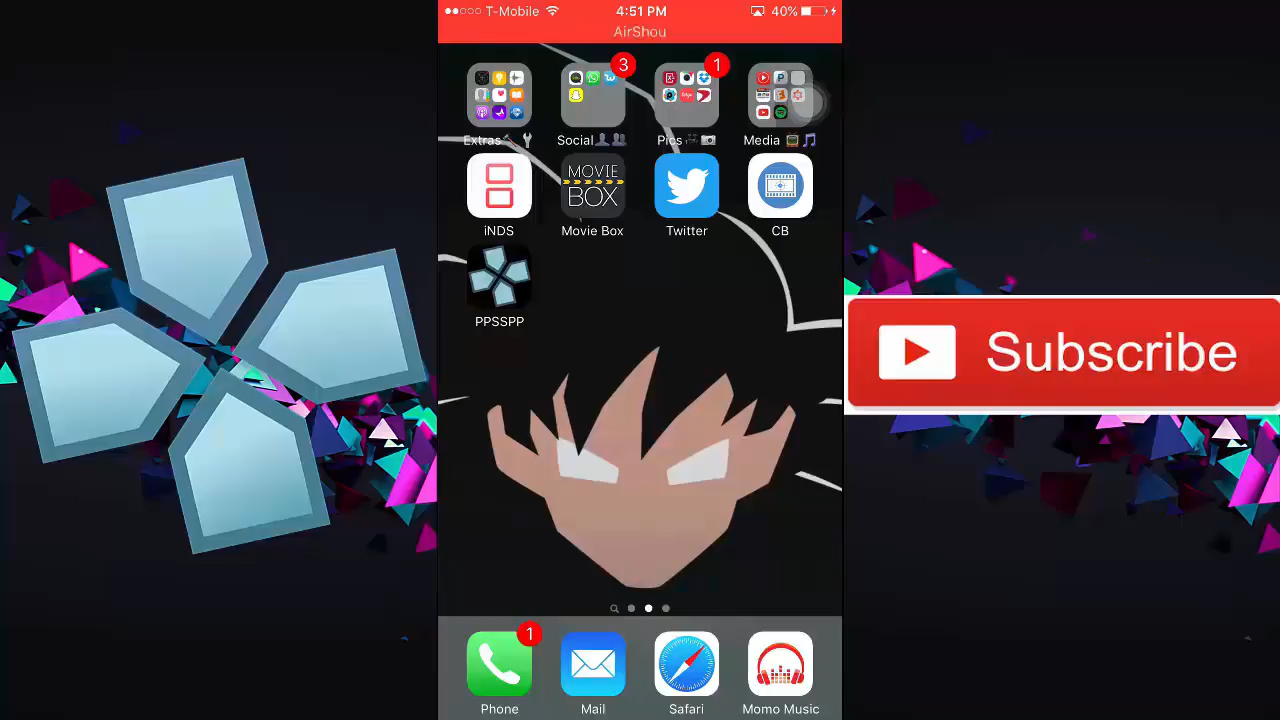 T-Mobile 4:51 PM 40%
AirShou
3 1
Extras Social Pics Media
MOVIE
BOX
iNDS Movie Box Twitter CB
PPSSPP
Subscribe
1
Phone Mail Safari Momo Music